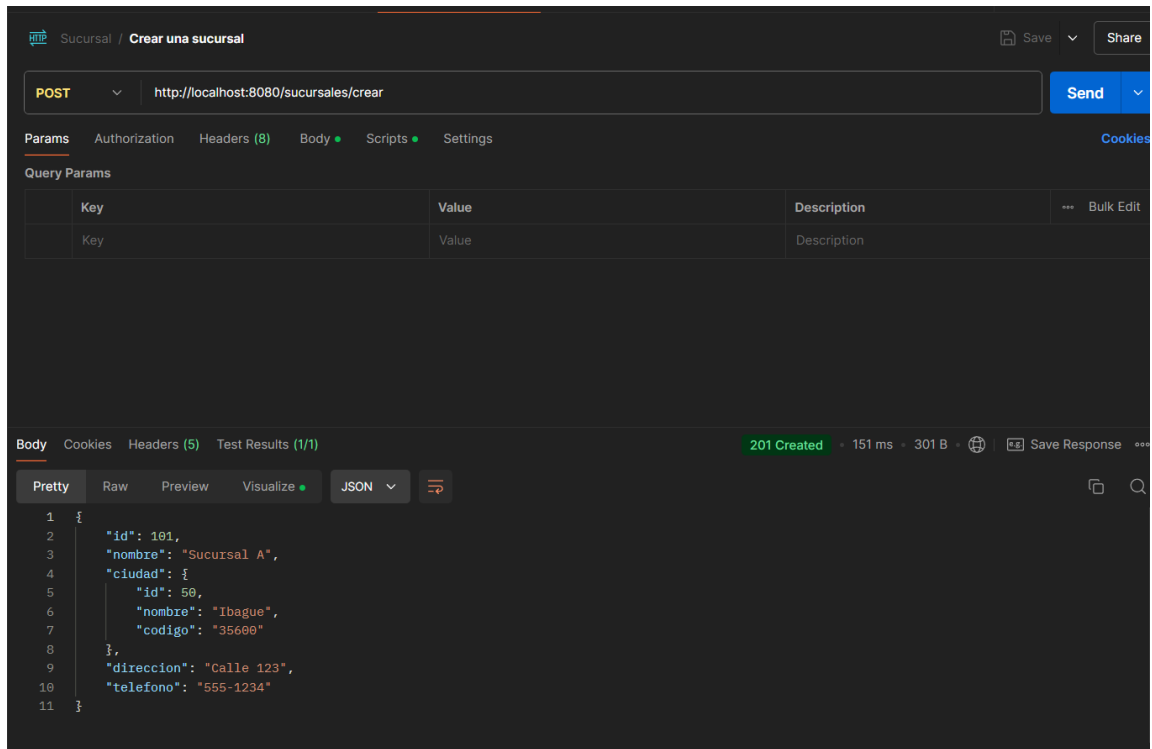 HTTP Sucursal / Crear una sucursal Save Share
POST http://localhost:8080/sucursales/crear Send
Params Authorization Headers (8) Body Scripts Settings Cookies
Query Params
Key Value Description Bulk Edit
Key Value Description
Body Cookies Headers (5) Test Results (1/1) 201 Created 151 ms 301 B e.g. Save Response
Pretty Raw Preview Visualize JSON
1 {
2 "id": 101,
3 "nombre": "Sucursal A",
4 "ciudad": {
5 "id": 50,
6 "nombre": "Ibague",
7 "codigo": "35600"
8 },
9 "direccion": "Calle 123",
10 "telefono": "555-1234"
11 }